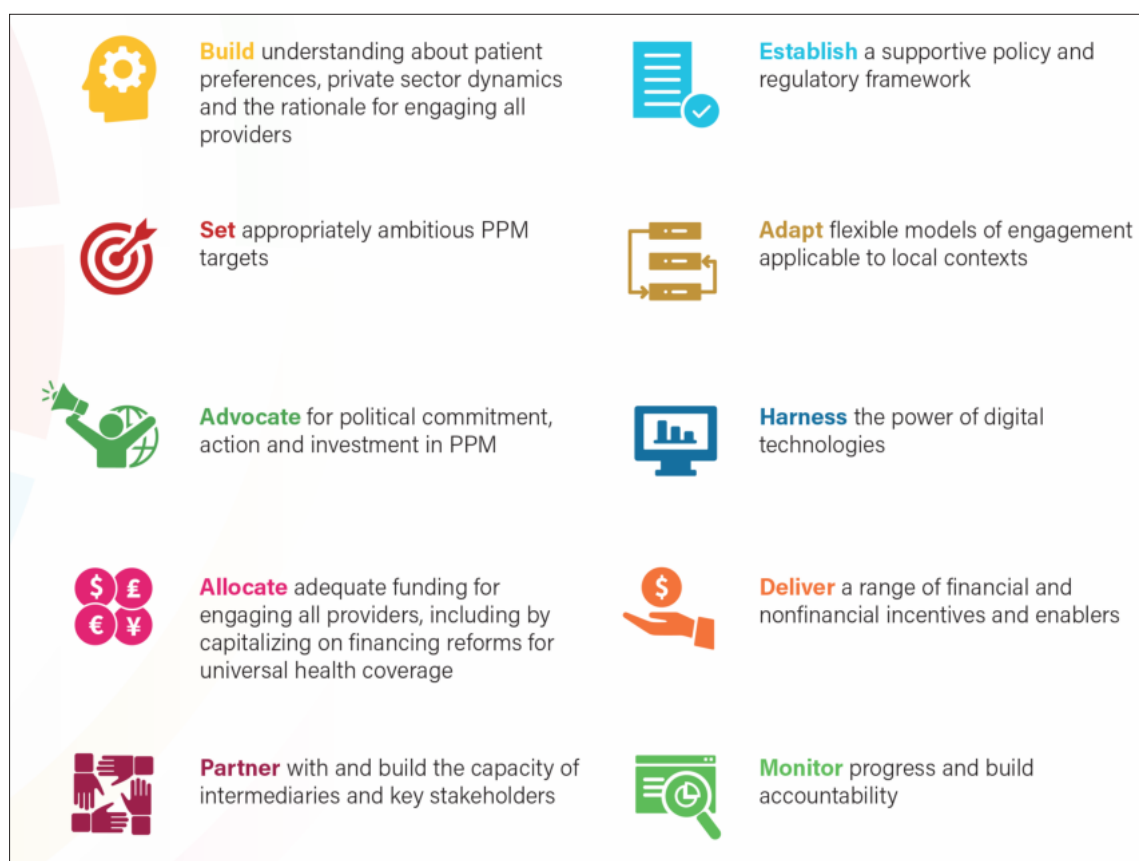 Build understanding about patient
preferences, private sector dynamics
and the rationale for engaging all
providers
Establish a supportive policy and
regulatory framework
Set appropriately ambitious PPM
targets
Adapt flexible models of engagement
applicable to local contexts
Advocate for political commitment,
action and investment in PPM
Harness the power of digital
technologies
$ £
€ ¥
Allocate adequate funding for
engaging all providers, including by
capitalizing on financing reforms for
universal health coverage
$
Deliver a range of financial and
nonfinancial incentives and enablers
Partner with and build the capacity of
intermediaries and key stakeholders
Monitor progress and build
accountability